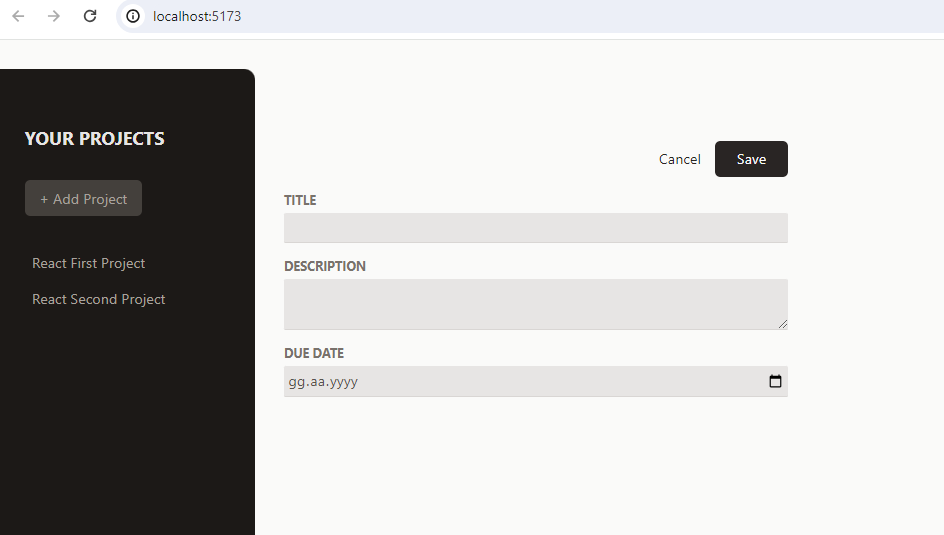 localhost:5173
YOUR PROJECTS
+ Add Project
React First Project
React Second Project
Cancel
Save
TITLE
DESCRIPTION
DUE DATE
gg.aa.yyyy